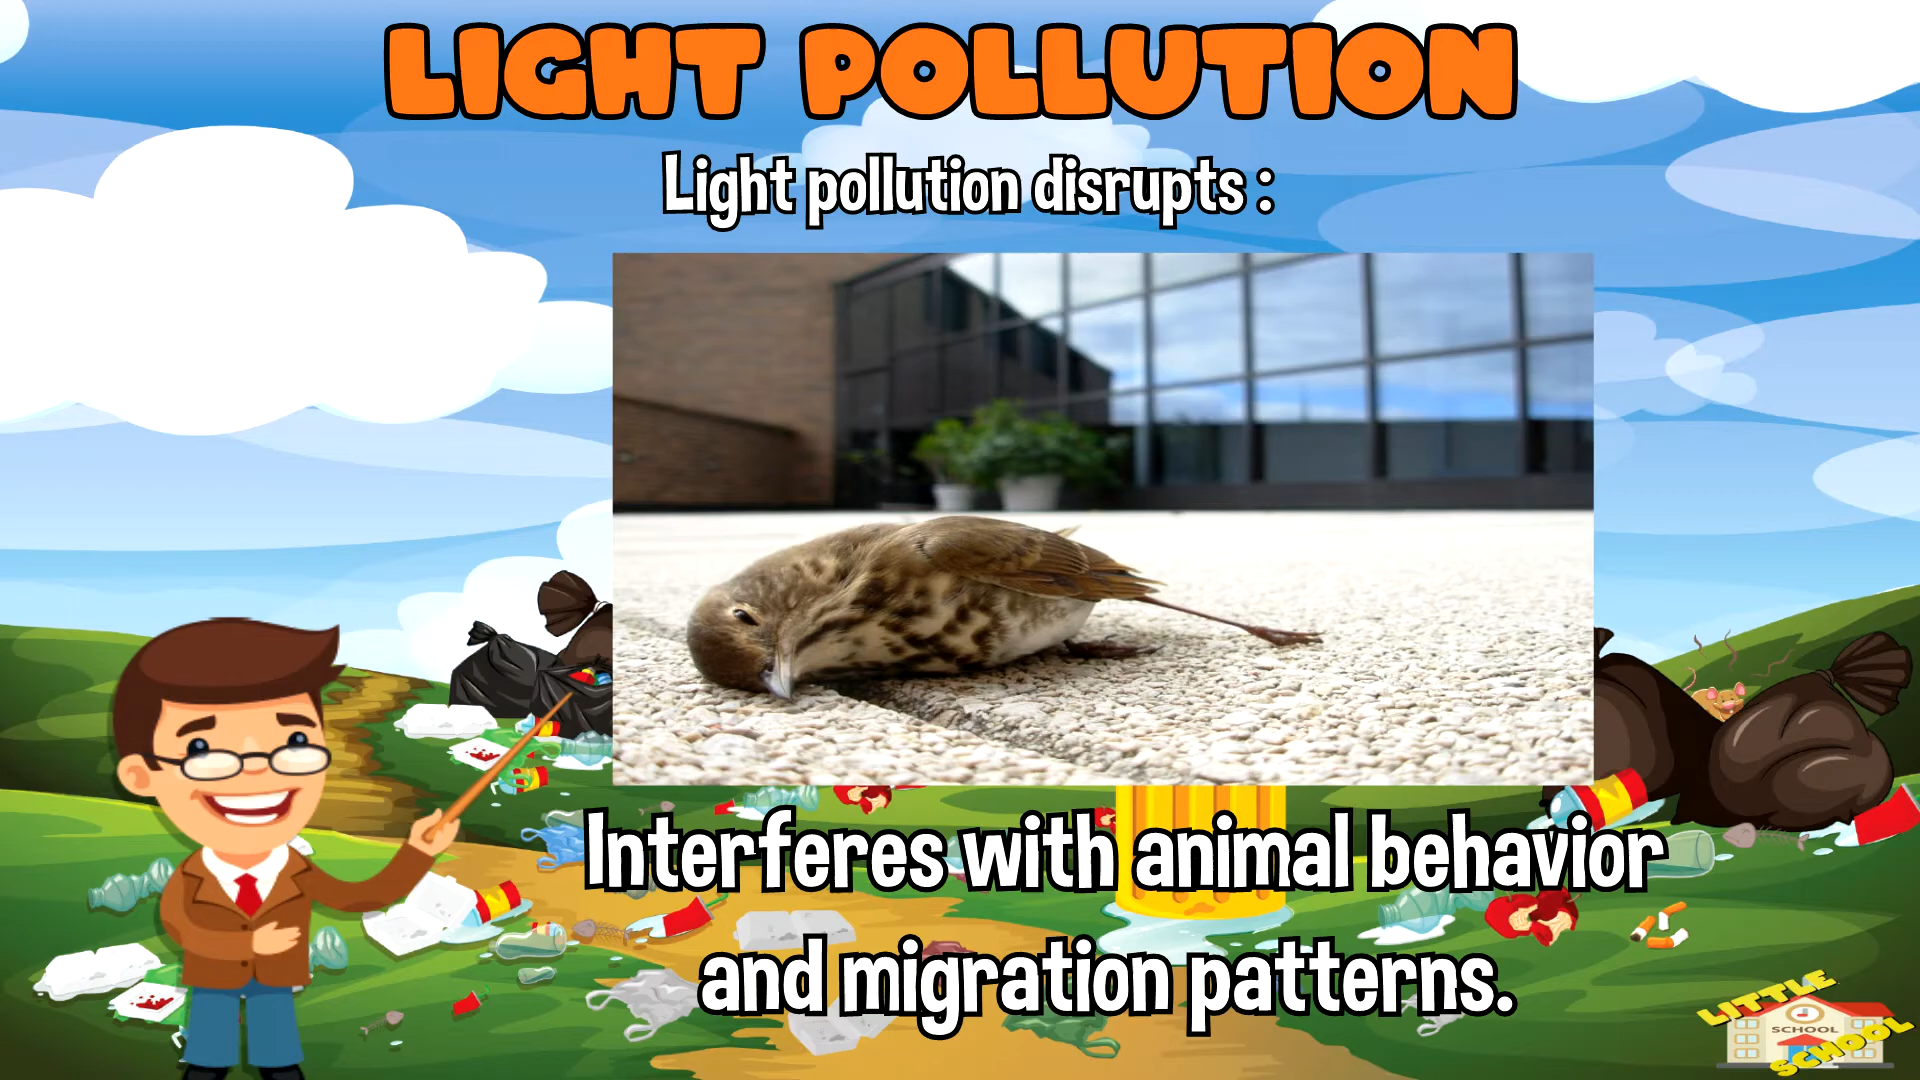 LIGHT POLLUTION
Light pollution disrupts :
Interferes with animal behavior
and migration patterns.
LITTLE
SCHOOL
SCHOOL